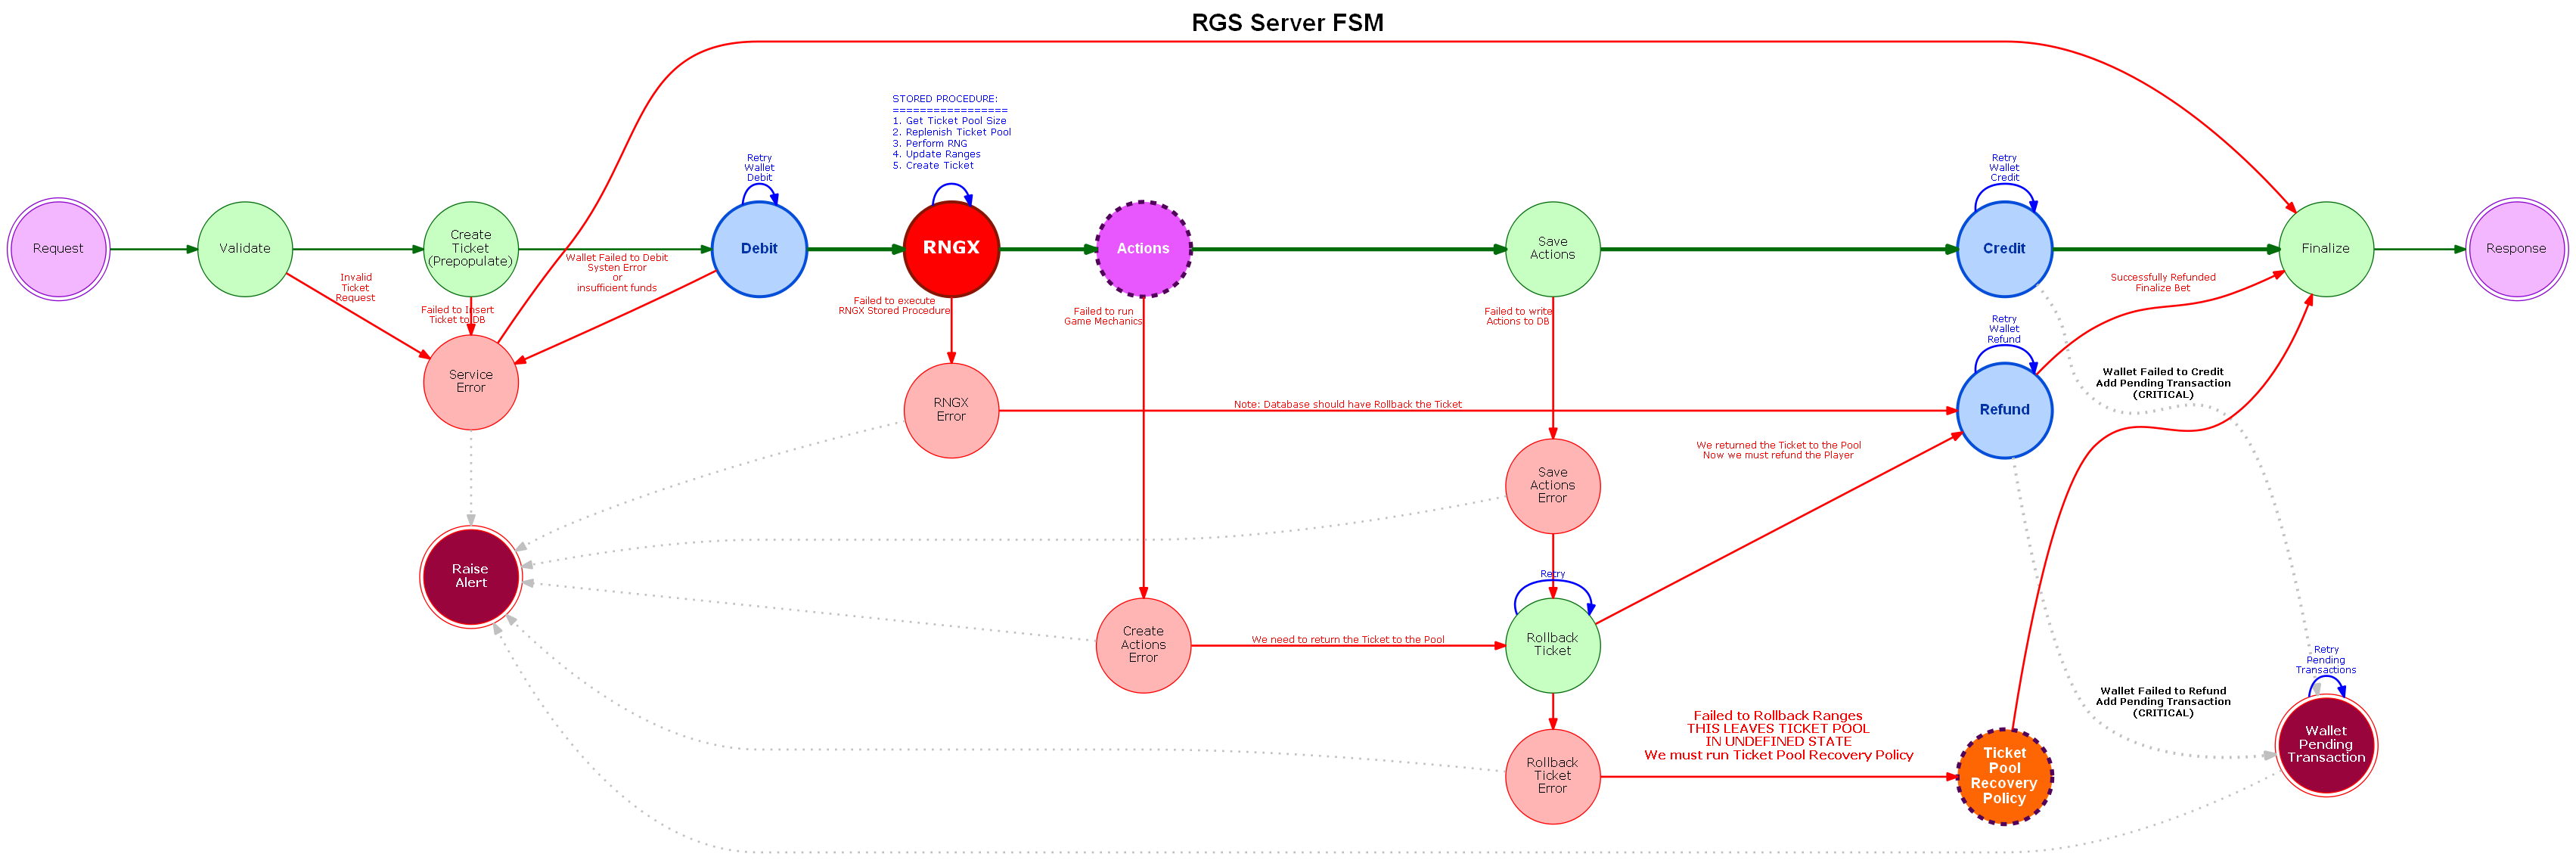 RGS Server FSM
STORED PROCEDURE:
=================
1. Get Ticket Pool Size
2. Replenish Ticket Pool
3. Perform RNG
4. Update Ranges
5. Create Ticket
Retry
Wallet
Debit
Retry
Wallet
Credit
Request
Validate
Create
Ticket
(Prepopulate)
Debit
RNGX
Actions
Save
Actions
Credit
Finalize
Response
Invalid
Ticket
Request
Failed to Insert
Ticket to DB
Wallet Failed to Debit
Systen Error
or
insufficient funds
Failed to execute
RNGX Stored Procedure
Failed to run
Game Mechanics
Failed to write
Actions to DB
Successfully Refunded
Finalize Bet
Retry
Wallet
Refund
Service
Error
RNGX
Error
Note: Database should have Rollback the Ticket
Refund
Wallet Failed to Credit
Add Pending Transaction
(CRITICAL)
We returned the Ticket to the Pool
Now we must refund the Player
Save
Actions
Error
Raise
Alert
Retry
Create
Actions
Error
We need to return the Ticket to the Pool
Rollback
Ticket
Retry
Pending
Transactions
Wallet Failed to Refund
Add Pending Transaction
(CRITICAL)
Failed to Rollback Ranges
THIS LEAVES TICKET POOL
IN UNDEFINED STATE
We must run Ticket Pool Recovery Policy
Wallet
Pending
Transaction
Rollback
Ticket
Error
Ticket
Pool
Recovery
Policy